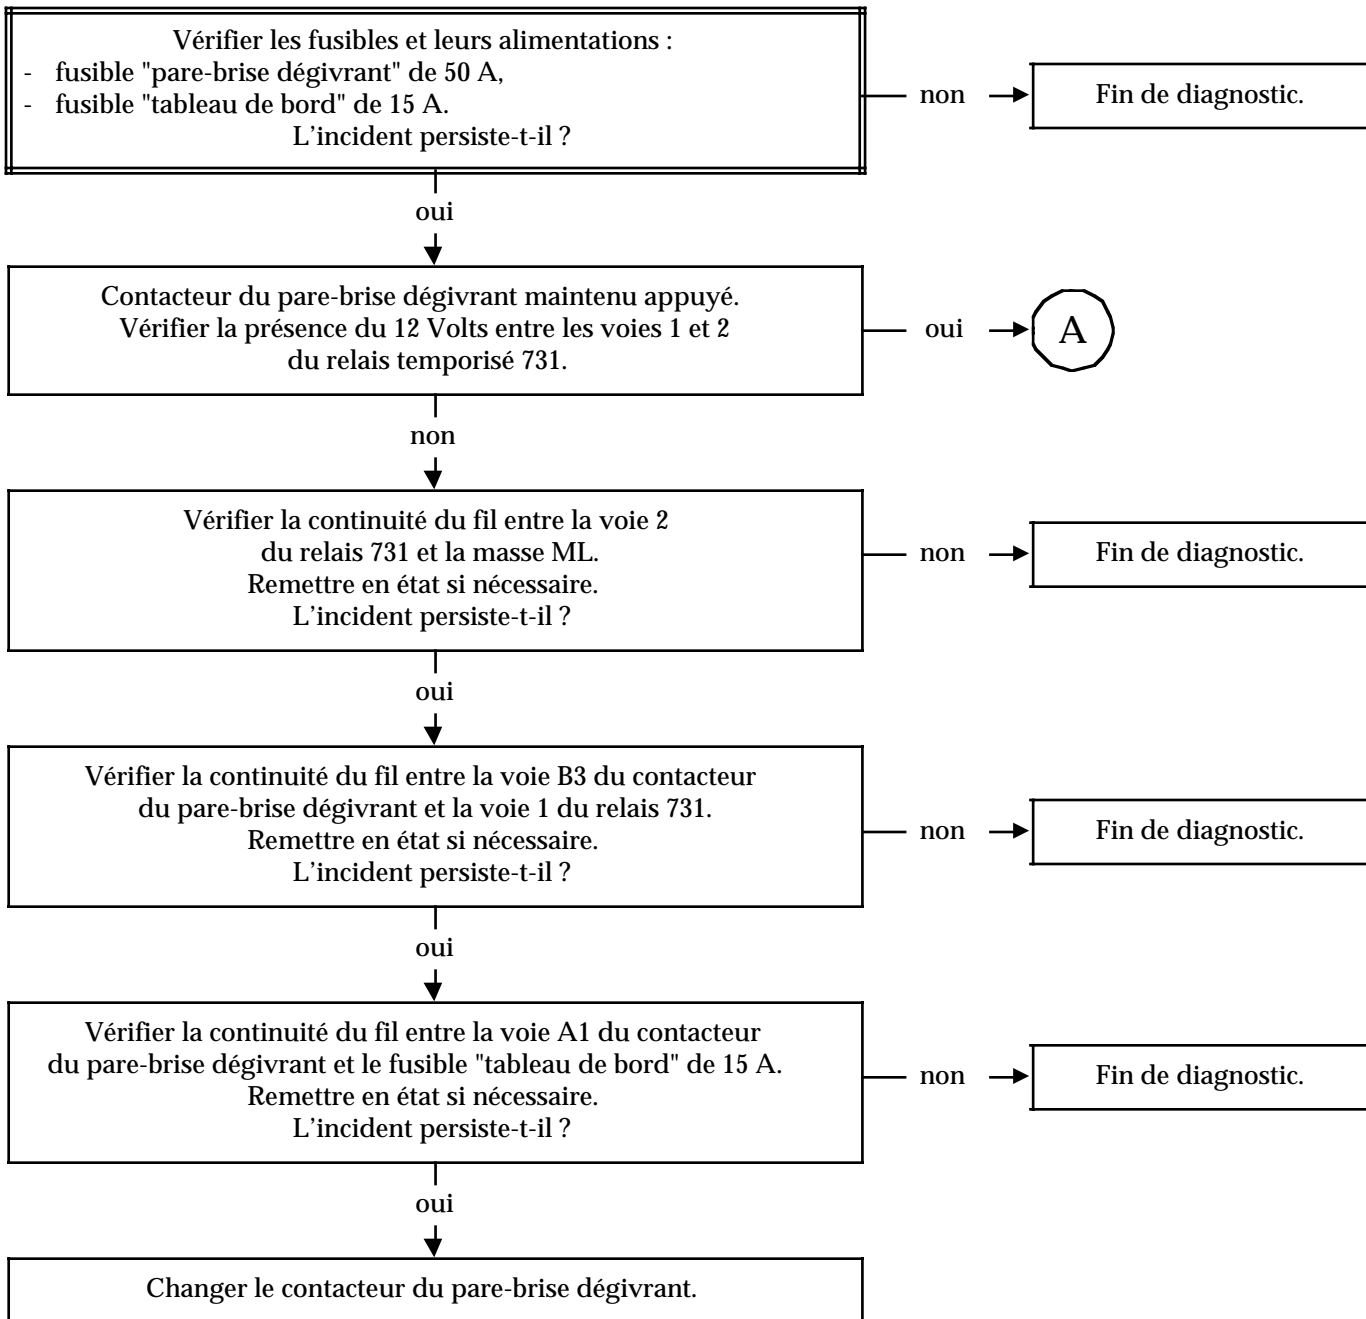 Vérifier les fusibles et leurs alimentations :
- fusible "pare-brise dégivrant" de 50 A,
- fusible "tableau de bord" de 15 A.
L'incident persiste-t-il ?
non
Fin de diagnostic.
oui
Contacteur du pare-brise dégivrant maintenu appuyé.
Vérifier la présence du 12 Volts entre les voies 1 et 2
du relais temporisé 731.
oui
A
non
Vérifier la continuité du fil entre la voie 2
du relais 731 et la masse ML.
Remettre en état si nécessaire.
L'incident persiste-t-il ?
non
Fin de diagnostic.
oui
Vérifier la continuité du fil entre la voie B3 du contacteur
du pare-brise dégivrant et la voie 1 du relais 731.
Remettre en état si nécessaire.
L'incident persiste-t-il ?
non
Fin de diagnostic.
oui
Vérifier la continuité du fil entre la voie A1 du contacteur
du pare-brise dégivrant et le fusible "tableau de bord" de 15 A.
Remettre en état si nécessaire.
L'incident persiste-t-il ?
non
Fin de diagnostic.
oui
Changer le contacteur du pare-brise dégivrant.